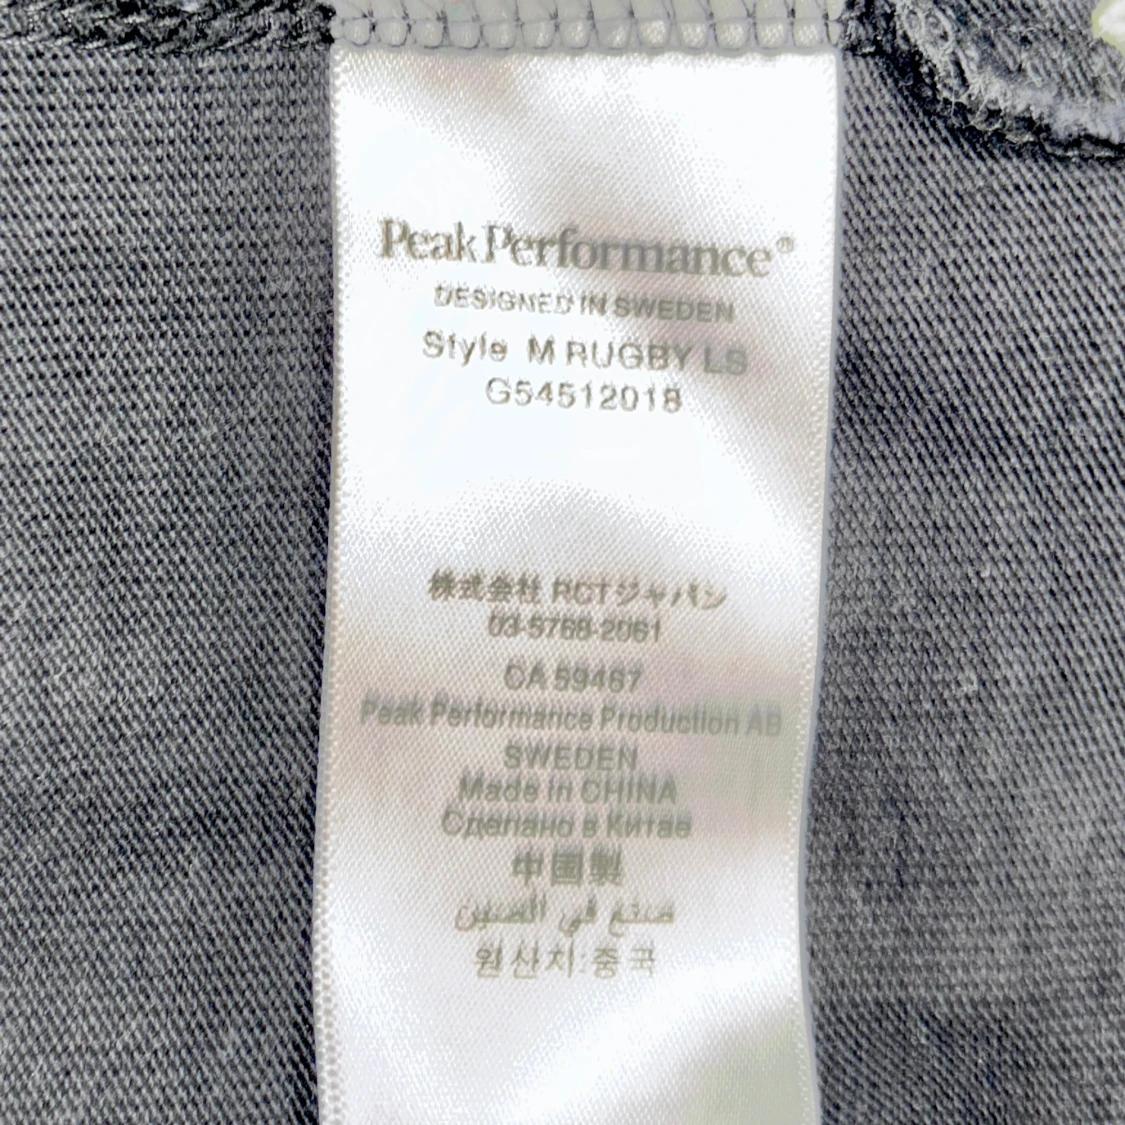 Peak Performance®
DESIGNED IN SWEDEN
Style M RUGBY LS
G54512018
株式会社 RCTジャパン
03-5768-2061
CA 59467
Peak Performance Production AB
SWEDEN
Made in CHINA
Сделано в Китае
中国製
صنع في الصين
원산지:중국